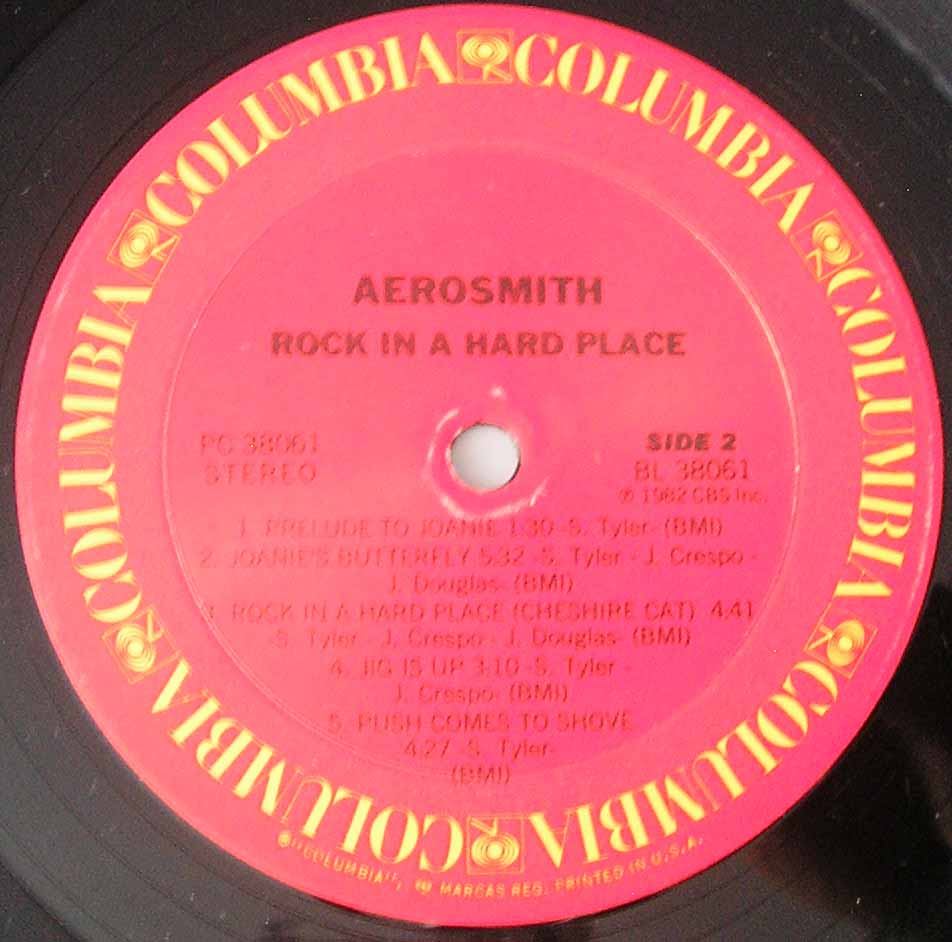 COLUMBIA COLUMBIA COLUMBIA COLUMBIA COLUMBIA COLUMBIA
AEROSMITH
ROCK IN A HARD PLACE
PC 38061
STEREO
SIDE 2
BL 38061
℗ 1982 CBS Inc.
1. PRELUDE TO JOANIE 1:30 -S. Tyler- (BMI)
2. JOANIE'S BUTTERFLY 5:32 -S. Tyler - J. Crespo -
J. Douglas- (BMI)
3. ROCK IN A HARD PLACE (CHESHIRE CAT) 4:41
-S. Tyler - J. Crespo - J. Douglas- (BMI)
4. JIG IS UP 3:10 -S. Tyler -
J. Crespo- (BMI)
5. PUSH COMES TO SHOVE
4:27 -S. Tyler-
(BMI)
®"COLUMBIA", ® MARCAS REG. PRINTED IN U.S.A.